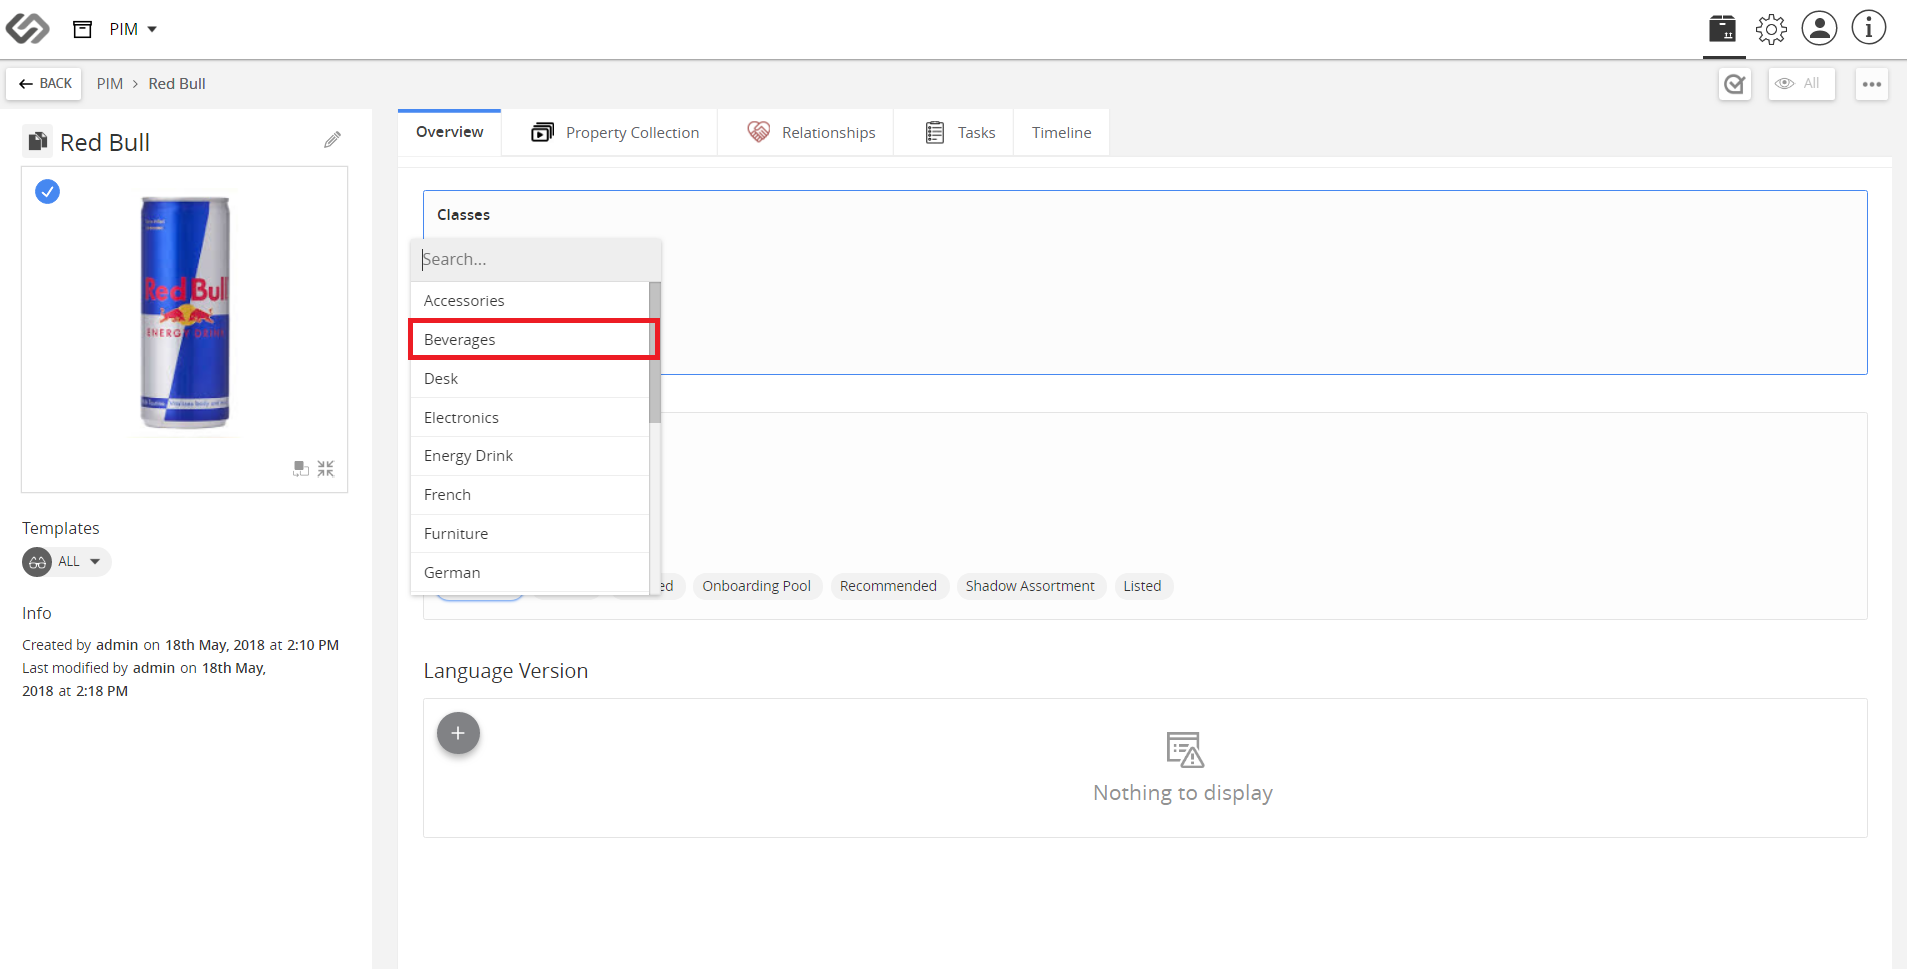 PIM
BACK
PIM > Red Bull
All
Red Bull
Red Bull
ENERGY DRINK
Templates
ALL
Info
Created by admin on 18th May, 2018 at 2:10 PM
Last modified by admin on 18th May,
2018 at 2:18 PM
Overview
Property Collection
Relationships
Tasks
Timeline
Classes
Search...
Accessories
Beverages
Desk
Electronics
Energy Drink
French
Furniture
German
ed
Onboarding Pool
Recommended
Shadow Assortment
Listed
Language Version
Nothing to display